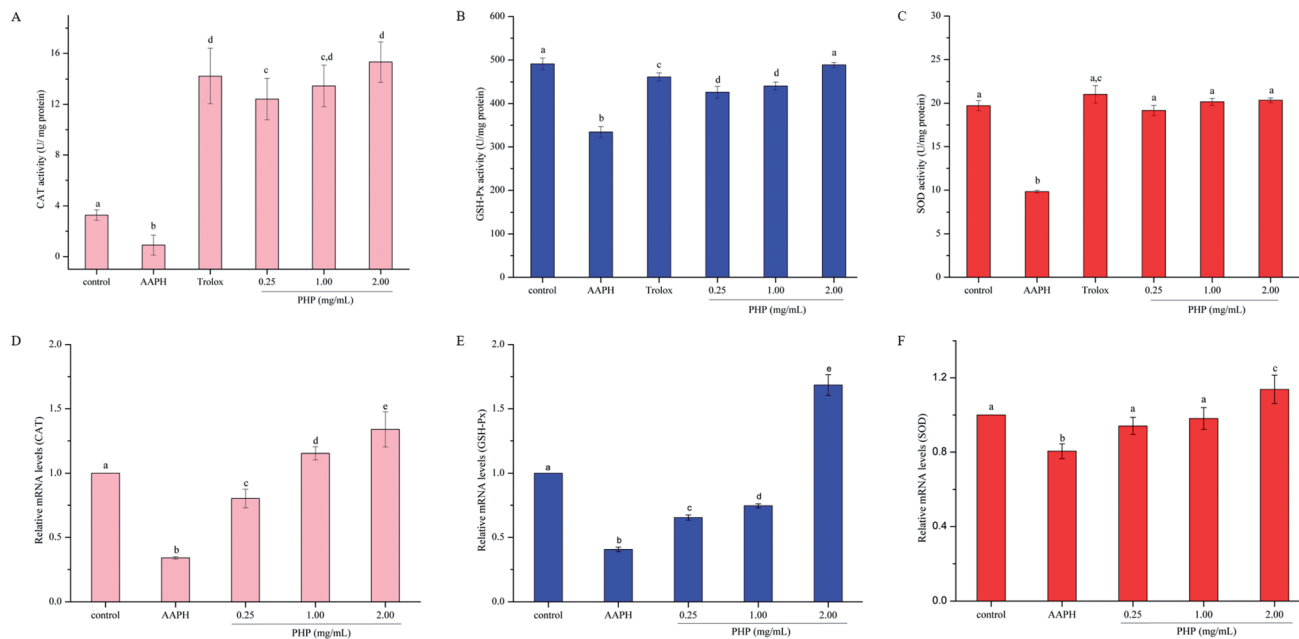 A
CAT activity (U/ mg protein)
16
12
8
4
0
a
b
d
c
c,d
d
control
AAPH
Trolox
0.25
1.00
2.00
PHP (mg/mL)
B
GSH-Px activity (U/mg protein)
600
500
400
300
200
100
0
a
b
c
d
d
a
control
AAPH
Trolox
0.25
1.00
2.00
PHP (mg/mL)
C
SOD activity (U/mg protein)
30
25
20
15
10
5
0
a
b
a,c
a
a
a
control
AAPH
Trolox
0.25
1.00
2.00
PHP (mg/mL)
D
Relative mRNA levels (CAT)
2.0
1.5
1.0
0.5
0.0
a
b
c
d
e
control
AAPH
0.25
1.00
2.00
PHP (mg/mL)
E
Relative mRNA levels (GSH-Px)
2.0
1.5
1.0
0.5
0.0
a
b
c
d
e
control
AAPH
0.25
1.00
2.00
PHP (mg/mL)
F
Relative mRNA levels (SOD)
1.2
0.8
0.4
0.0
a
b
a
a
c
control
AAPH
0.25
1.00
2.00
PHP (mg/mL)